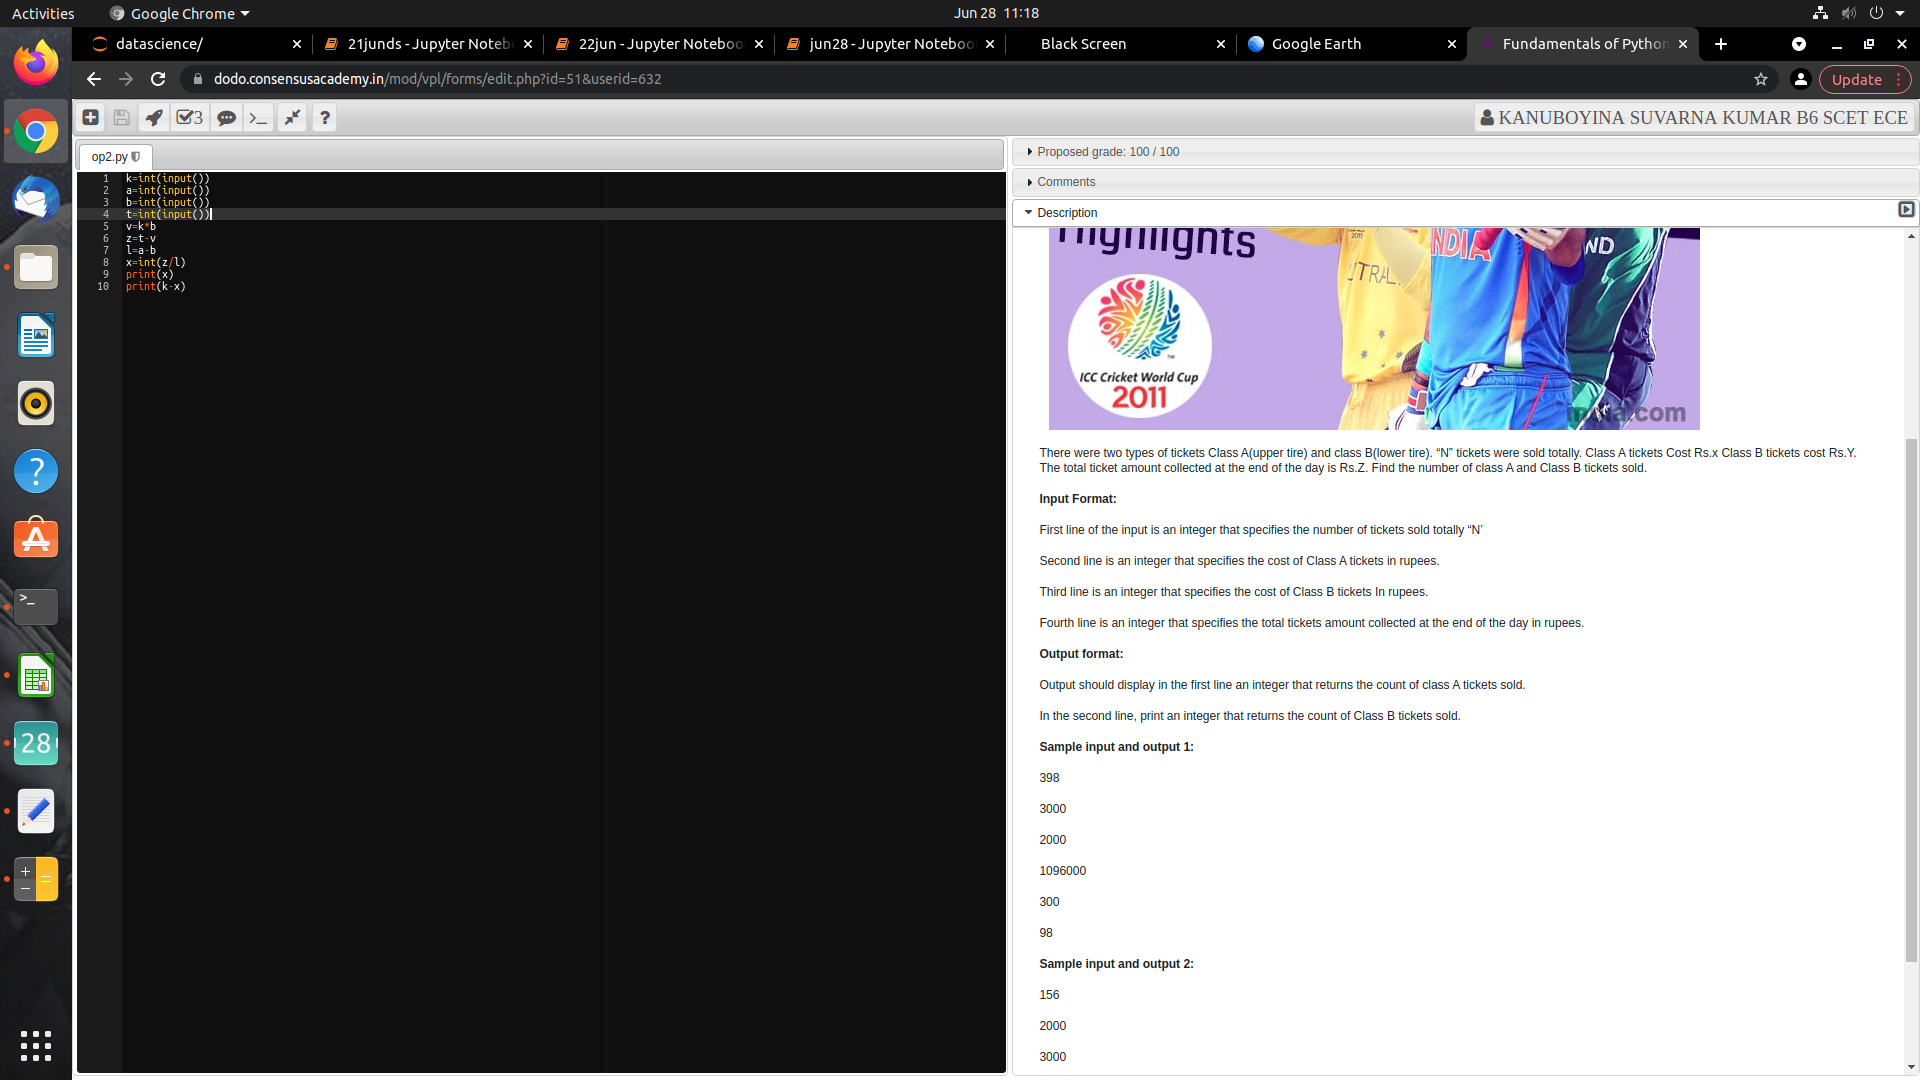 Activities
Google Chrome
Jun 28 11:18
datascience/
21junds - Jupyter Noteb
22jun - Jupyter Noteboo
jun28 - Jupyter Noteboo
Black Screen
Google Earth
Fundamentals of Python
dodo.consensusacademy.in/mod/vpl/forms/edit.php?id=51&userid=632
Update
3
>_
?
KANUBOYINA SUVARNA KUMAR B6 SCET ECE
op2.py
1 k=int(input())
2 a=int(input())
3 b=int(input())
4 t=int(input())
5 v=k*b
6 z=t-v
7 l=a-b
8 x=int(z/l)
9 print(x)
10 print(k-x)
Proposed grade: 100 / 100
Comments
Description
Highlights
2011
INDIA
ND
TRAL
ICC Cricket World Cup
2011
india.com
There were two types of tickets Class A(upper tire) and class B(lower tire). “N” tickets were sold totally. Class A tickets Cost Rs.x Class B tickets cost Rs.Y.
The total ticket amount collected at the end of the day is Rs.Z. Find the number of class A and Class B tickets sold.
Input Format:
First line of the input is an integer that specifies the number of tickets sold totally “N’
Second line is an integer that specifies the cost of Class A tickets in rupees.
Third line is an integer that specifies the cost of Class B tickets In rupees.
Fourth line is an integer that specifies the total tickets amount collected at the end of the day in rupees.
Output format:
Output should display in the first line an integer that returns the count of class A tickets sold.
In the second line, print an integer that returns the count of Class B tickets sold.
Sample input and output 1:
398
3000
2000
1096000
300
98
Sample input and output 2:
156
2000
3000
28